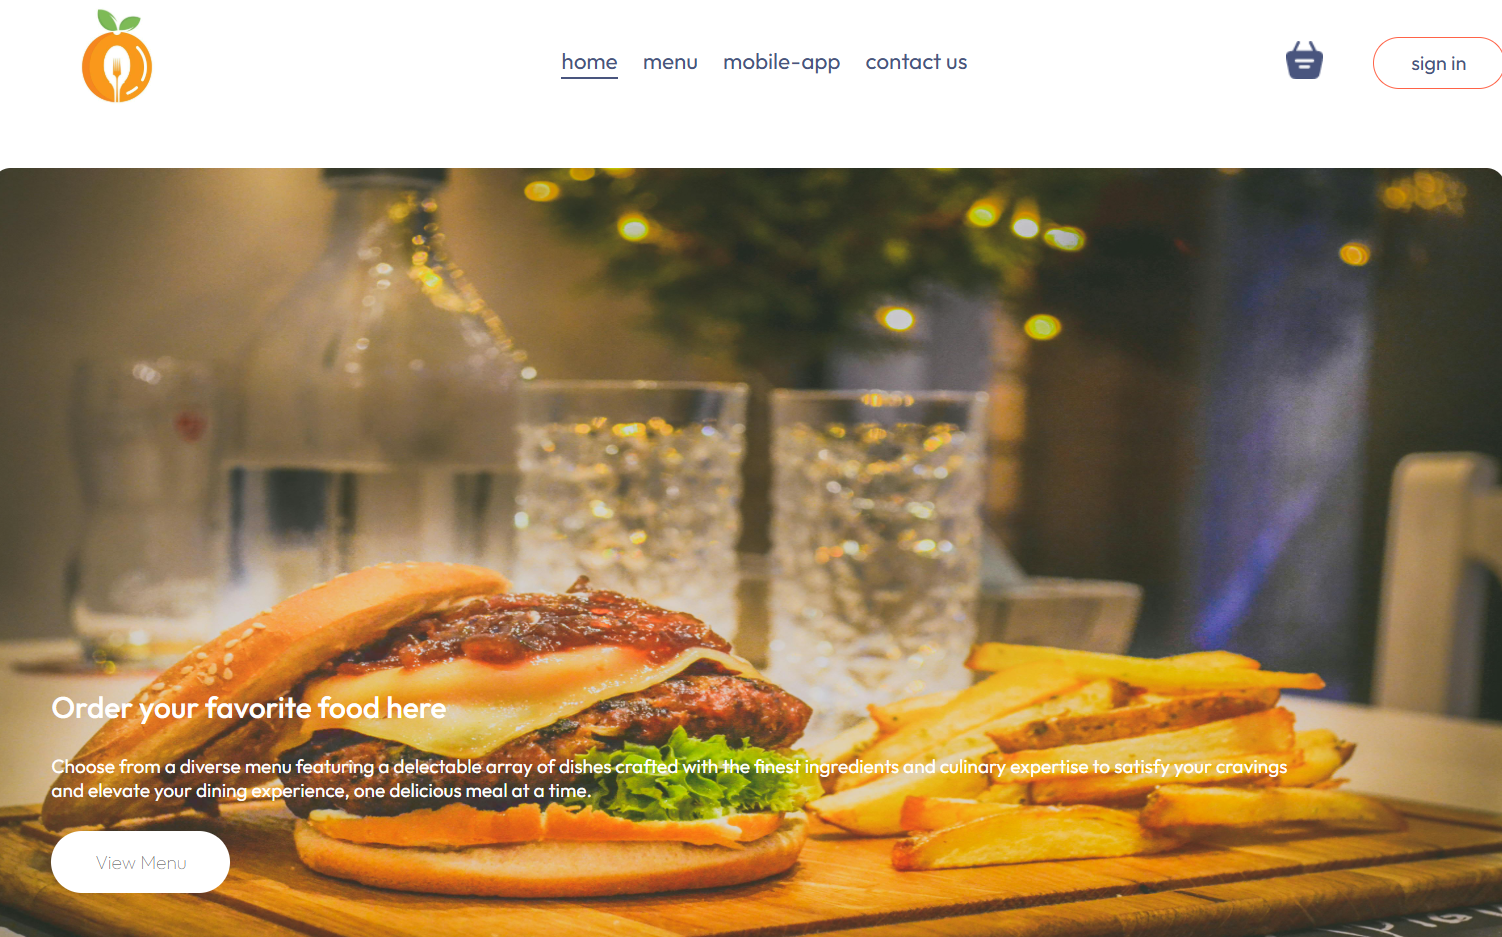 home menu mobile-app contact us sign in
Order your favorite food here
Choose from a diverse menu featuring a delectable array of dishes crafted with the finest ingredients and culinary expertise to satisfy your cravings
and elevate your dining experience, one delicious meal at a time.
View Menu